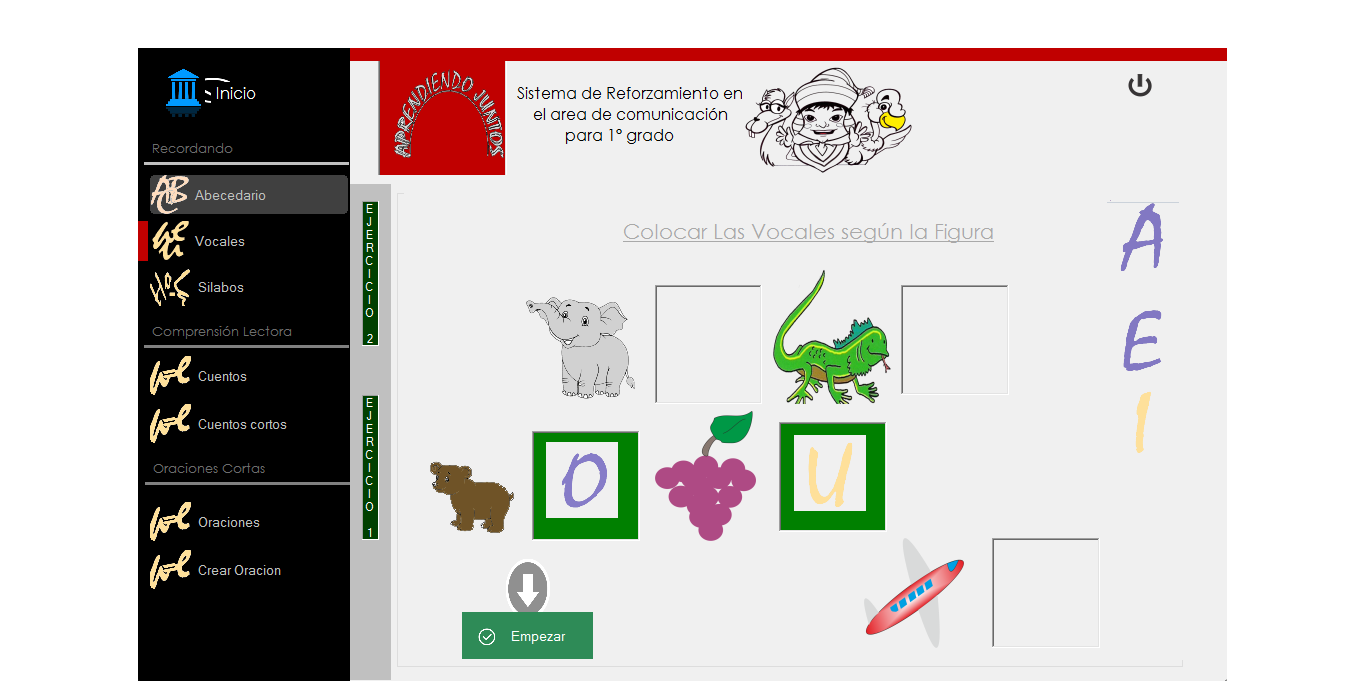 Inicio
Recordando
Abecedario
Vocales
Silabos
Comprensión Lectora
Cuentos
Cuentos cortos
Oraciones Cortas
Oraciones
Crear Oracion
APRENDIENDO JUNTOS
Sistema de Reforzamiento en
el area de comunicación
para 1° grado
EJERCICIO 2
EJERCICIO 1
Colocar Las Vocales según la Figura
A
E
I
O
U
Empezar